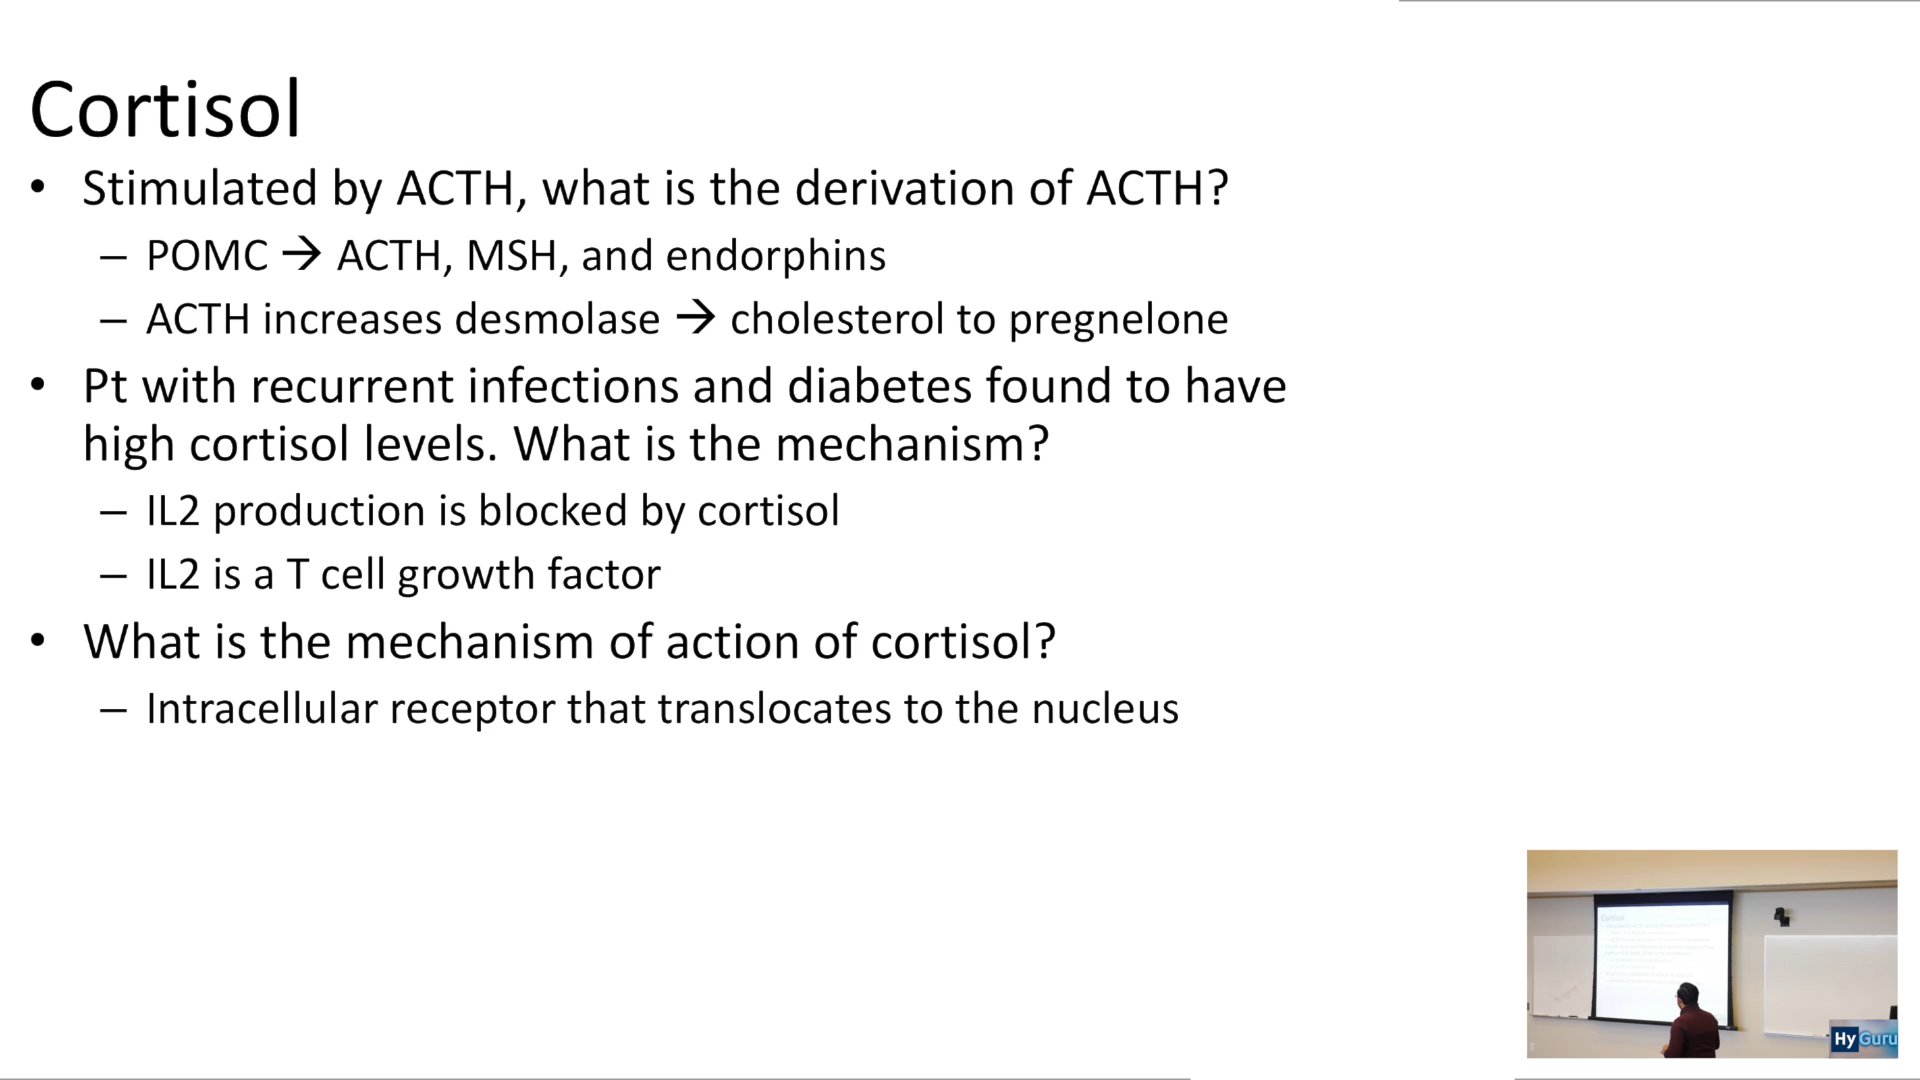 Cortisol
• Stimulated by ACTH, what is the derivation of ACTH?
– POMC → ACTH, MSH, and endorphins
– ACTH increases desmolase → cholesterol to pregnelone
• Pt with recurrent infections and diabetes found to have
high cortisol levels. What is the mechanism?
– IL2 production is blocked by cortisol
– IL2 is a T cell growth factor
• What is the mechanism of action of cortisol?
– Intracellular receptor that translocates to the nucleus
HyGuru